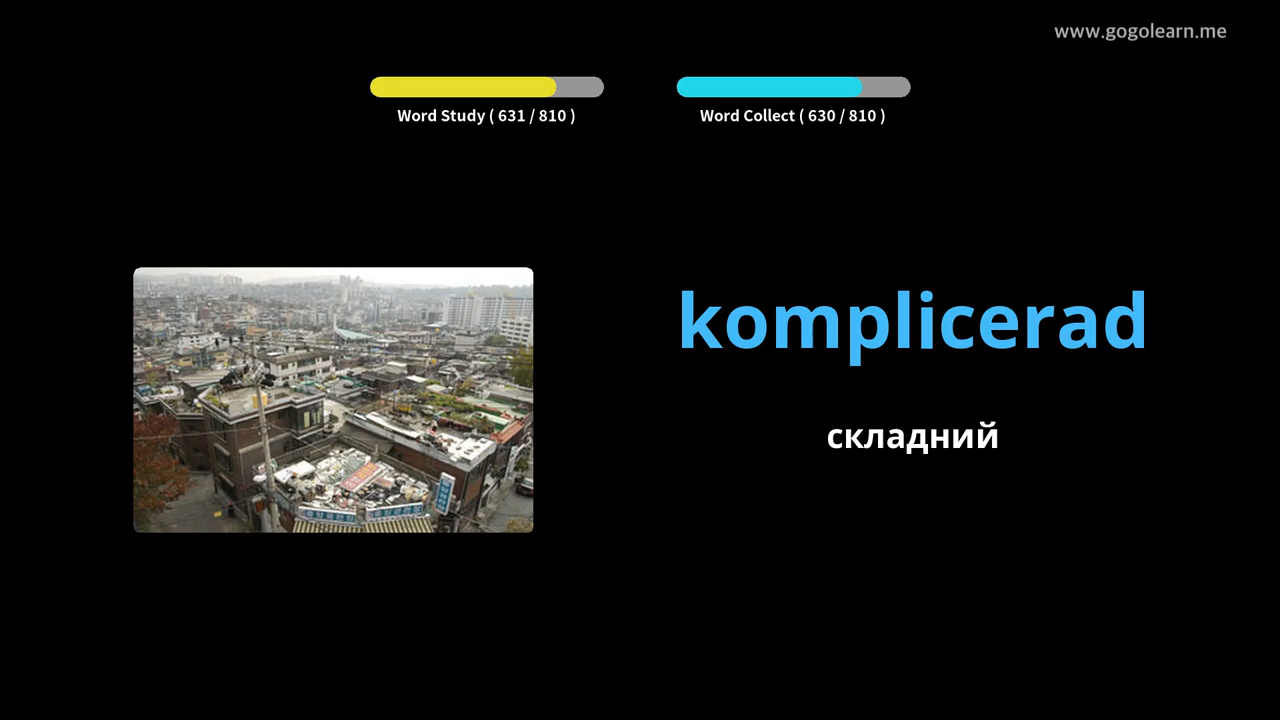 www.gogolearn.me
Word Study ( 631 / 810 )
Word Collect ( 630 / 810 )
komplicerad
складний